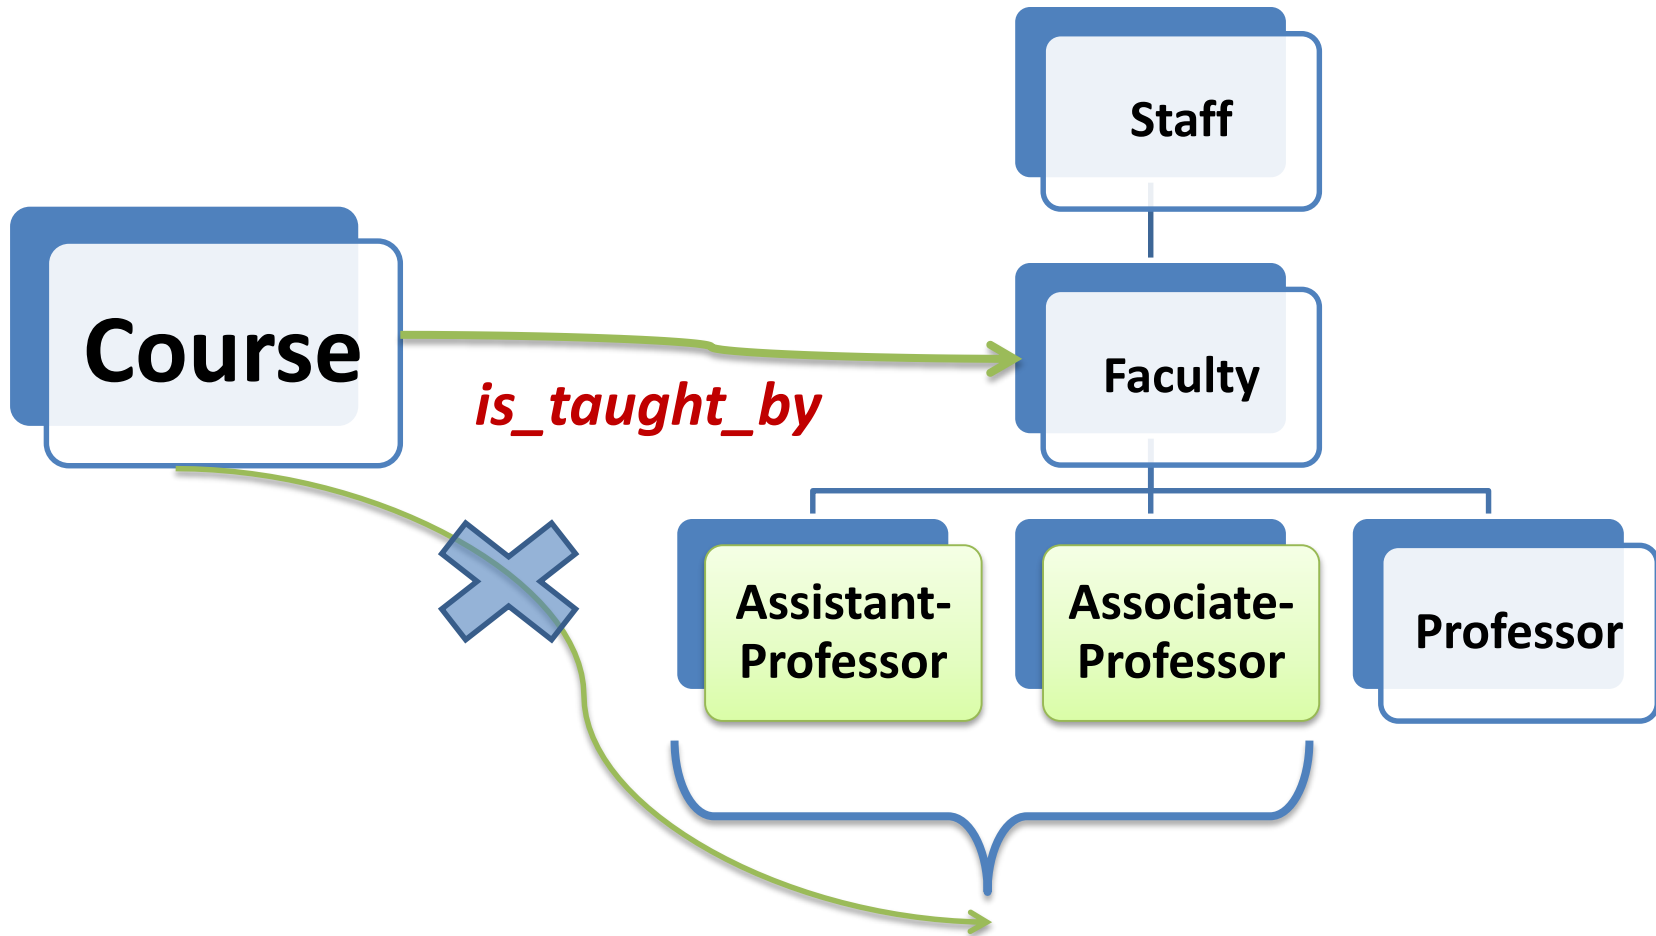 Staff
Course
Faculty
is_taught_by
Assistant-
Professor
Associate-
Professor
Professor